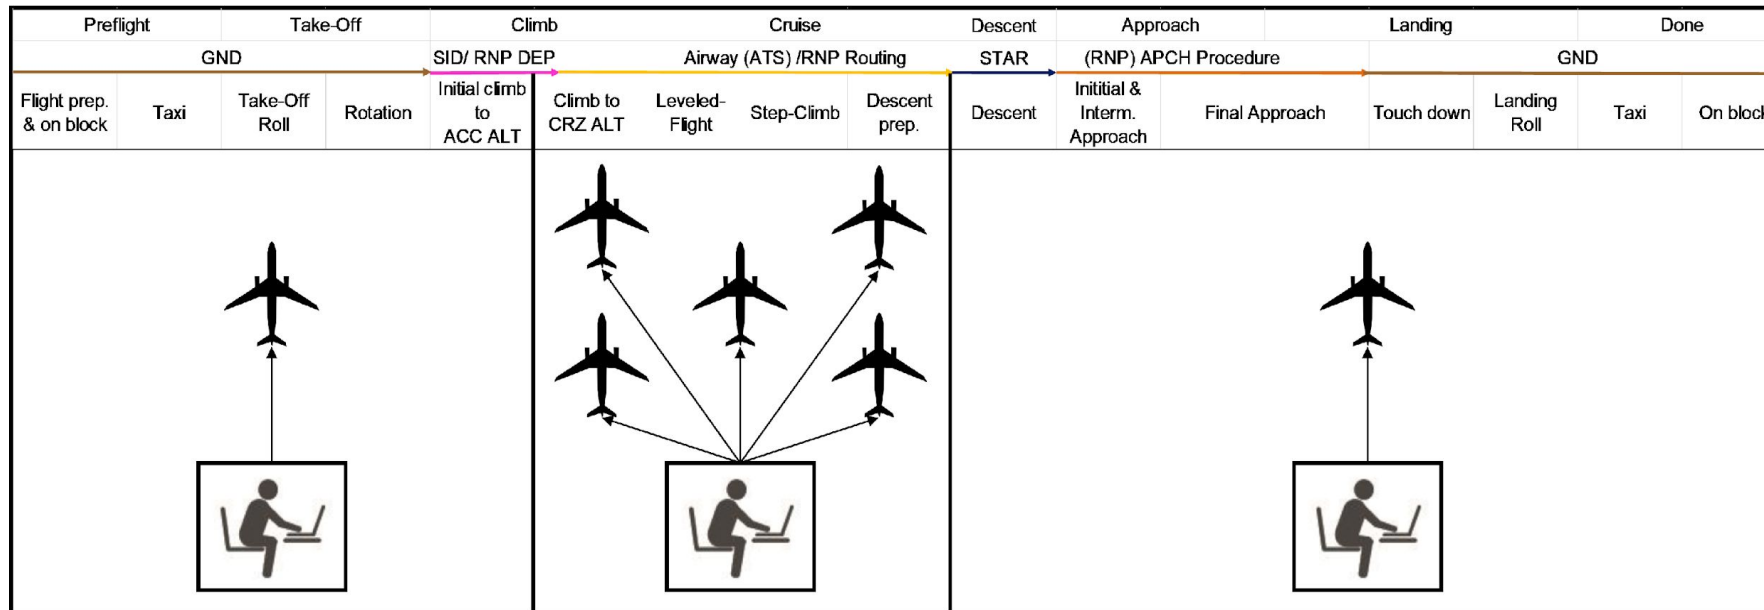 Preflight Take-Off Climb Cruise Descent Approach Landing Done
GND SID/ RNP DEP Airway (ATS) /RNP Routing STAR (RNP) APCH Procedure GND
Flight prep.
& on block
Taxi
Take-Off
Roll
Rotation
Initial climb
to
ACC ALT
Climb to
CRZ ALT
Leveled-
Flight
Step-Climb
Descent
prep.
Descent
Inititial &
Interm.
Approach
Final Approach
Touch down
Landing
Roll
Taxi
On block